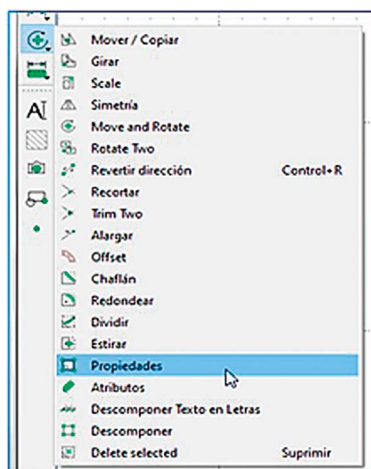 Mover / Copiar
Girar
Scale
Simetría
Move and Rotate
Rotate Two
Revertir dirección Control+R
Recortar
Trim Two
Alargar
Offset
Chaflán
Redondear
Dividir
Estirar
Propiedades
Atributos
Descomponer Texto en Letras
Descomponer
Delete selected Suprimir
A